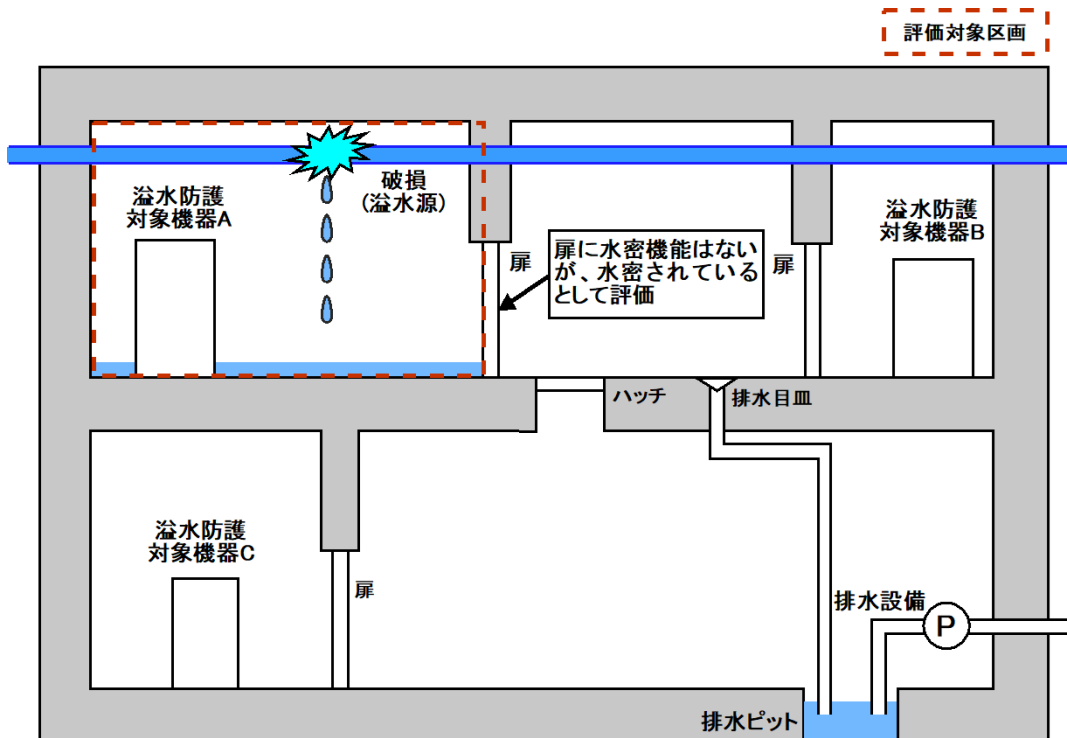 評価対象区画
破損
(溢水源)
溢水防護
対象機器A
溢水防護
対象機器B
扉
扉に水密機能はない
が、水密されている
として評価
扉
ハッチ
排水目皿
溢水防護
対象機器C
扉
排水設備
P
排水ピット